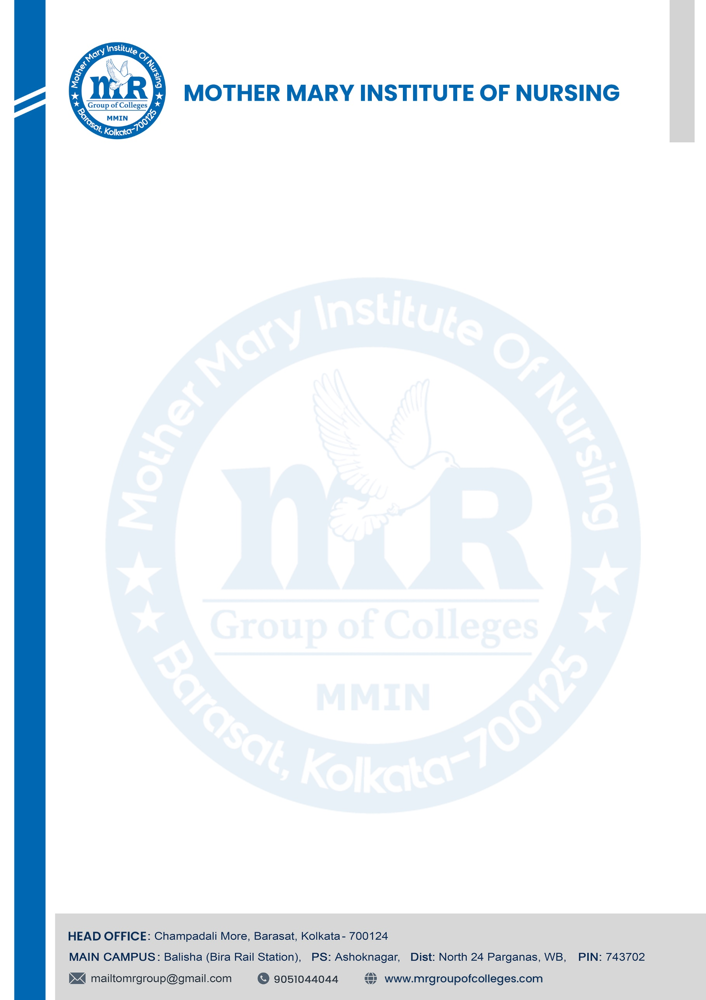 Mother Mary Institute Of Nursing
mR
Group of Colleges
MMIN
Barasat, Kolkata-700125
MOTHER MARY INSTITUTE OF NURSING
Mother Mary Institute Of Nursing
mR
Group of Colleges
MMIN
Barasat, Kolkata-700125
HEAD OFFICE: Champadali More, Barasat, Kolkata - 700124
MAIN CAMPUS: Balisha (Bira Rail Station), PS: Ashoknagar, Dist: North 24 Parganas, WB, PIN: 743702
mailtomrgroup@gmail.com 9051044044 www.mrgroupofcolleges.com